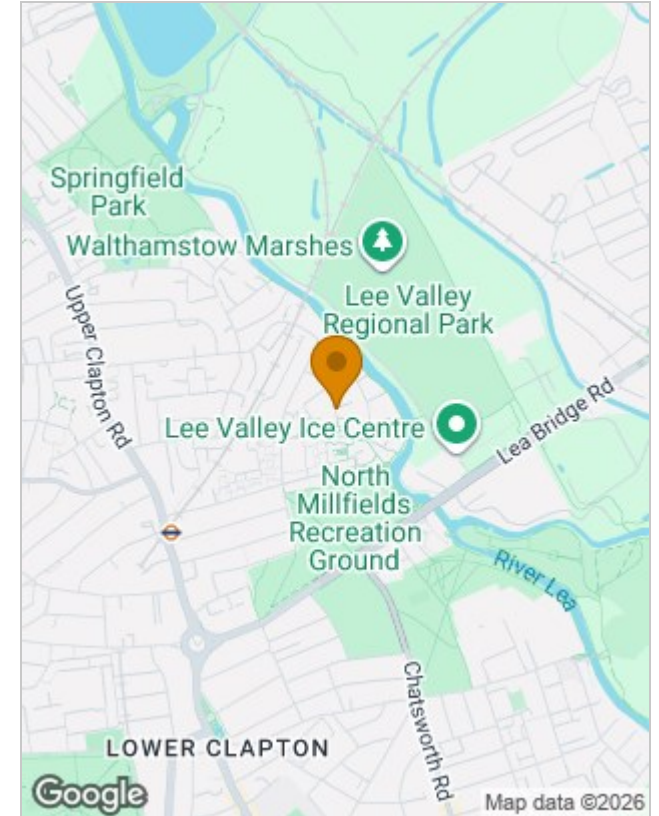 Springfield
Park
Walthamstow Marshes
Lee Valley
Regional Park
Upper Clapton Rd
Lee Valley Ice Centre
Lea Bridge Rd
North
Millfields
Recreation
Ground
River Lea
Chatsworth Rd
LOWER CLAPTON
Google
Map data ©2026